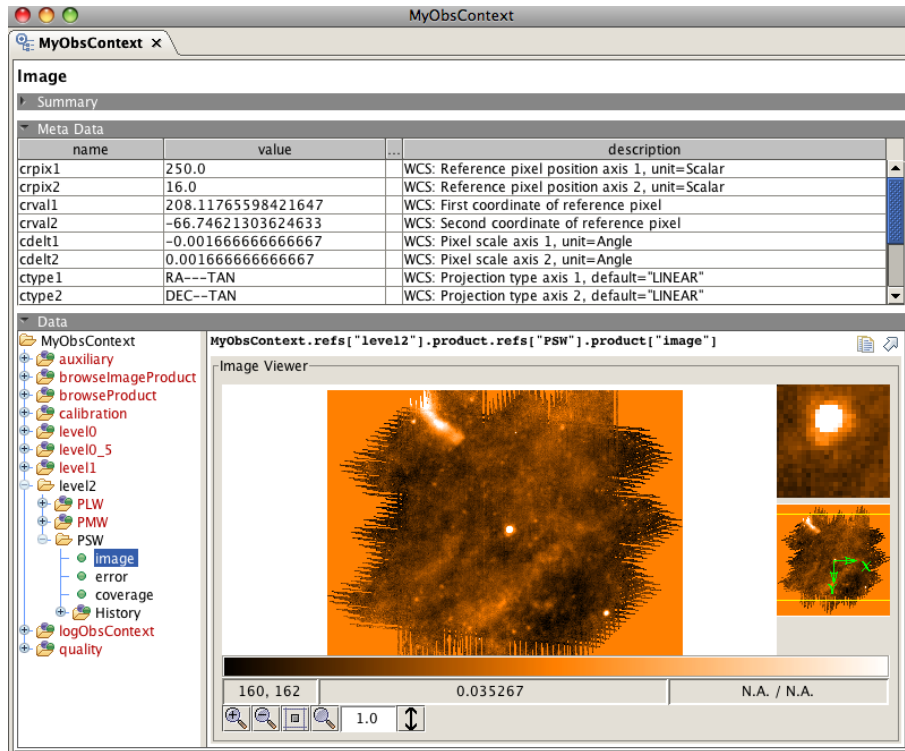 MyObsContext
MyObsContext ×
Image
Summary
Meta Data
name value ... description
crpix1 250.0 WCS: Reference pixel position axis 1, unit=Scalar
crpix2 16.0 WCS: Reference pixel position axis 2, unit=Scalar
crval1 208.11765598421647 WCS: First coordinate of reference pixel
crval2 -66.74621303624633 WCS: Second coordinate of reference pixel
cdelt1 -0.001666666666667 WCS: Pixel scale axis 1, unit=Angle
cdelt2 0.001666666666667 WCS: Pixel scale axis 2, unit=Angle
ctype1 RA---TAN WCS: Projection type axis 1, default="LINEAR"
ctype2 DEC--TAN WCS: Projection type axis 2, default="LINEAR"
Data
MyObsContext
auxiliary
browseImageProduct
browseProduct
calibration
level0
level0_5
level1
level2
PLW
PMW
PSW
image
error
coverage
History
logObsContext
quality
MyObsContext.refs["level2"].product.refs["PSW"].product["image"]
Image Viewer
X
Y
160, 162 0.035267 N.A. / N.A.
1.0